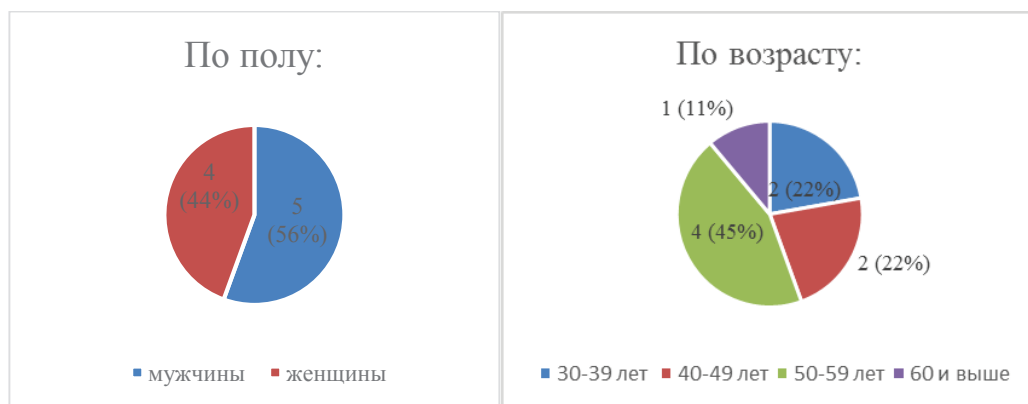 По полу:
4
(44%)
5
(56%)
мужчины женщины
По возрасту:
1 (11%)
2 (22%)
4 (45%)
2 (22%)
30-39 лет 40-49 лет 50-59 лет 60 и выше